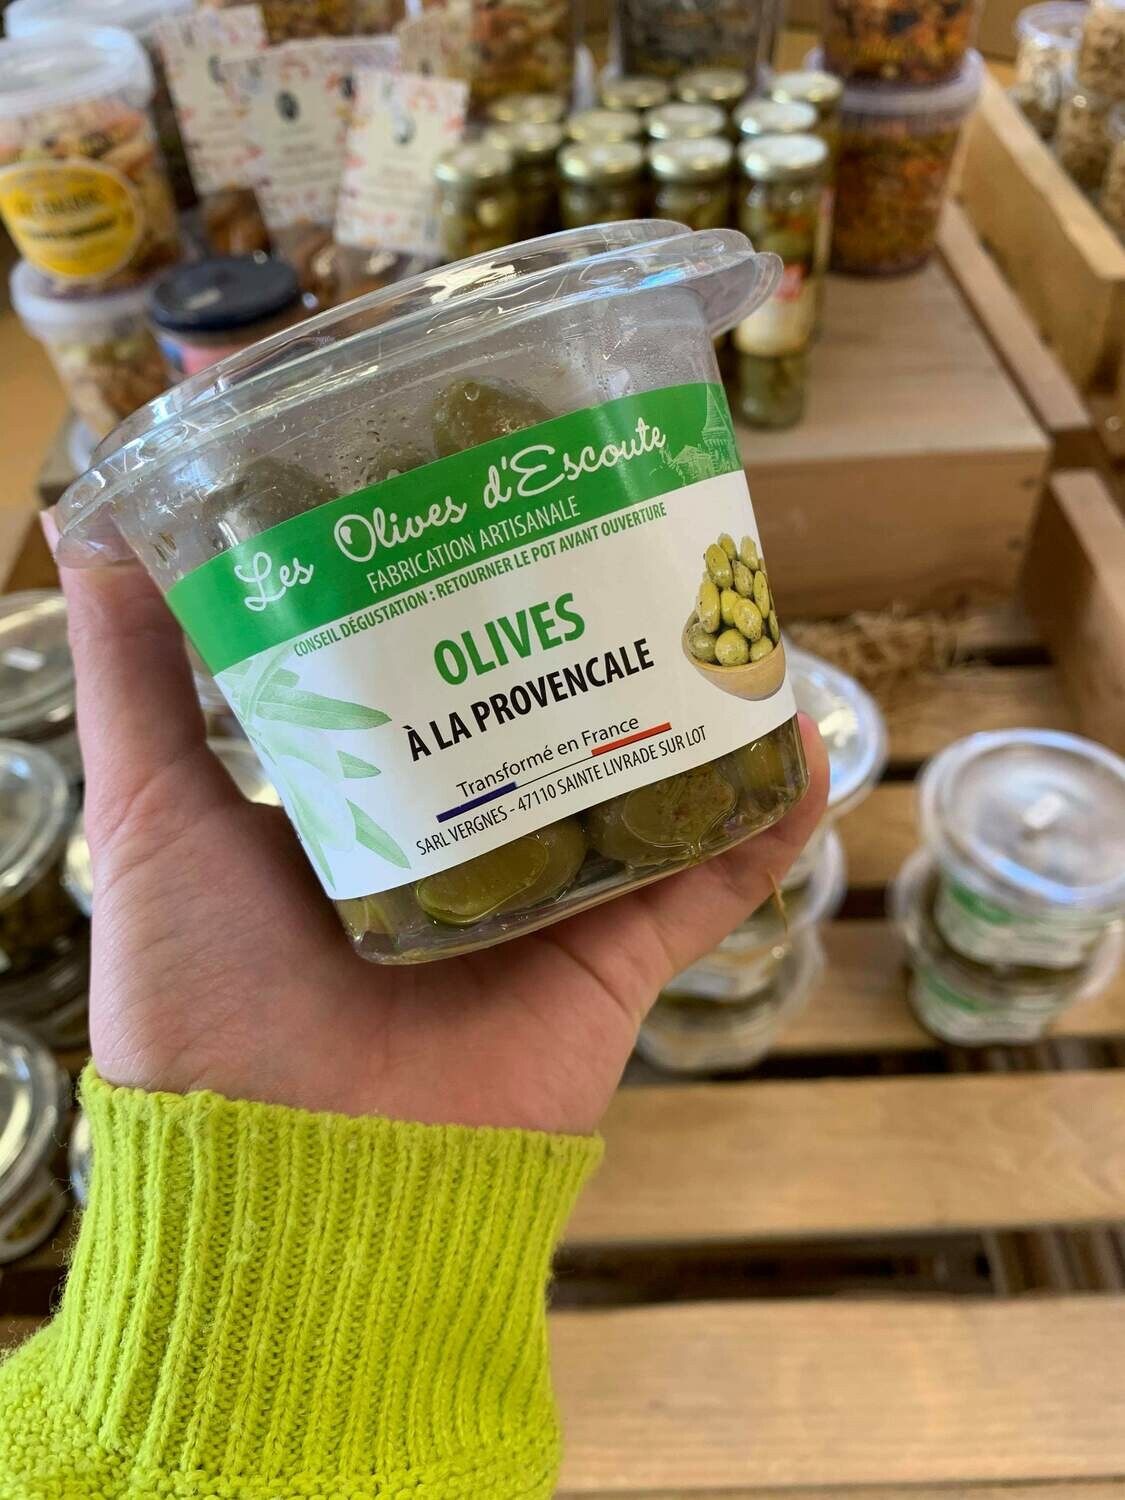 Les Olives d'Escoute
FABRICATION ARTISANALE
CONSEIL DÉGUSTATION : RETOURNER LE POT AVANT OUVERTURE
OLIVES
À LA PROVENCALE
Transformé en France
SARL VERGNES - 47110 SAINTE LIVRADE SUR LOT